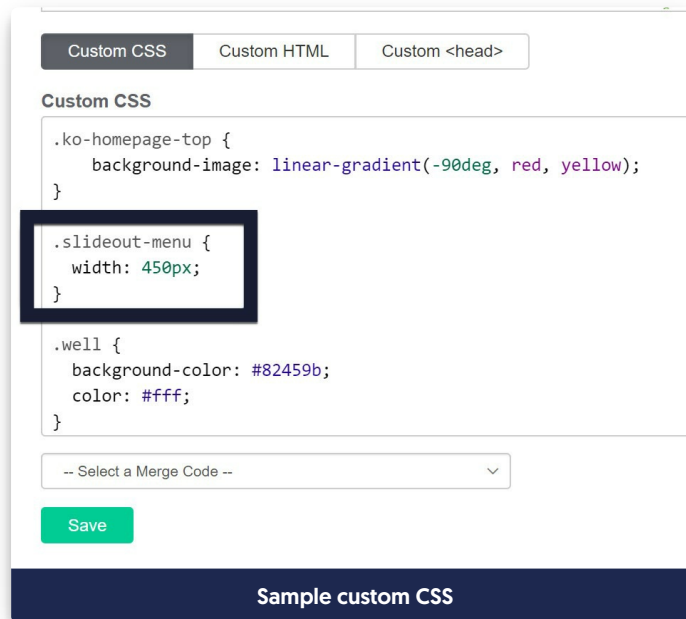 Custom CSS
Custom HTML
Custom <head>
Custom CSS
.ko-homepage-top {
    background-image: linear-gradient(-90deg, red, yellow);
}
.slideout-menu {
  width: 450px;
}
.well {
  background-color: #82459b;
  color: #fff;
}
-- Select a Merge Code --
Save
Sample custom CSS